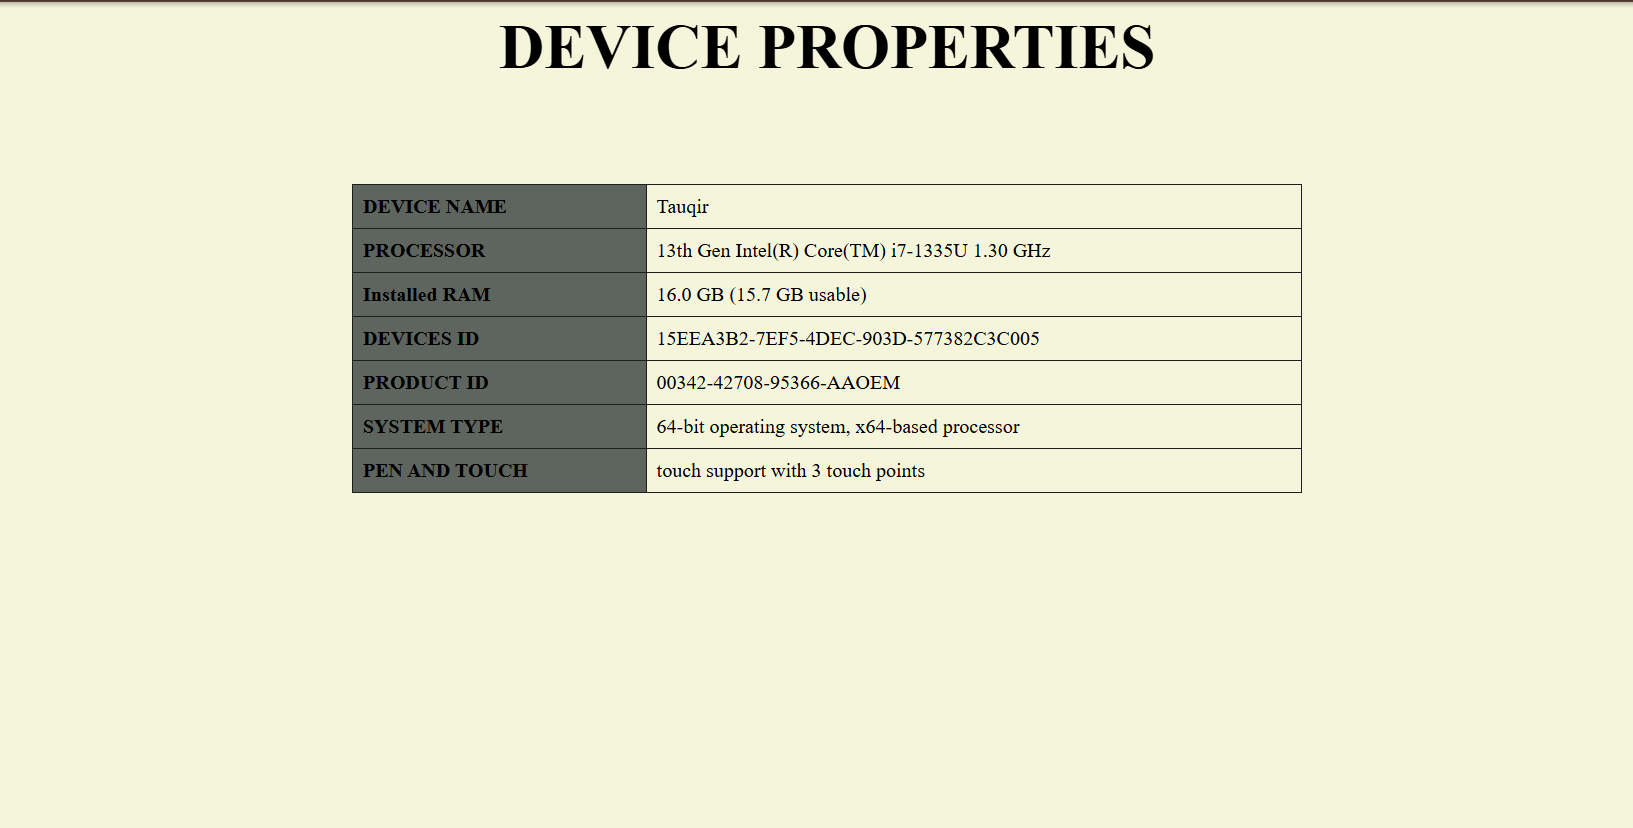 DEVICE PROPERTIES
DEVICE NAME Tauqir
PROCESSOR 13th Gen Intel(R) Core(TM) i7-1335U 1.30 GHz
Installed RAM 16.0 GB (15.7 GB usable)
DEVICES ID 15EEA3B2-7EF5-4DEC-903D-577382C3C005
PRODUCT ID 00342-42708-95366-AAOEM
SYSTEM TYPE 64-bit operating system, x64-based processor
PEN AND TOUCH touch support with 3 touch points